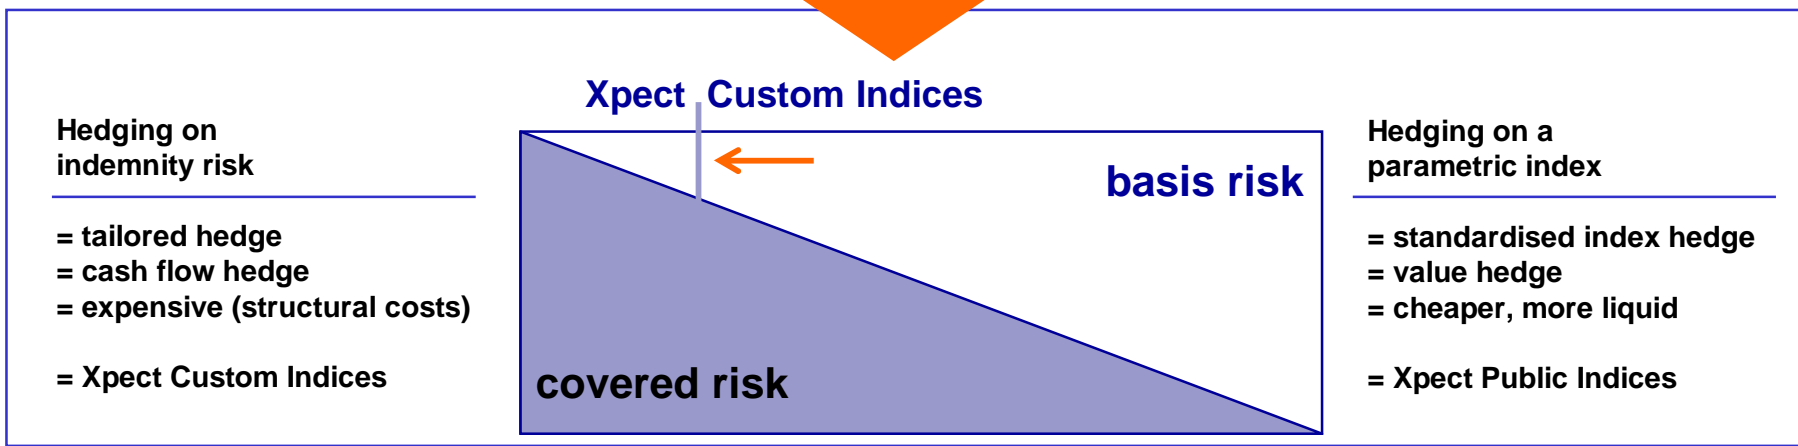 Xpect Custom Indices
Hedging on
indemnity risk
= tailored hedge
= cash flow hedge
= expensive (structural costs)
= Xpect Custom Indices
basis risk
covered risk
Hedging on a
parametric index
= standardised index hedge
= value hedge
= cheaper, more liquid
= Xpect Public Indices